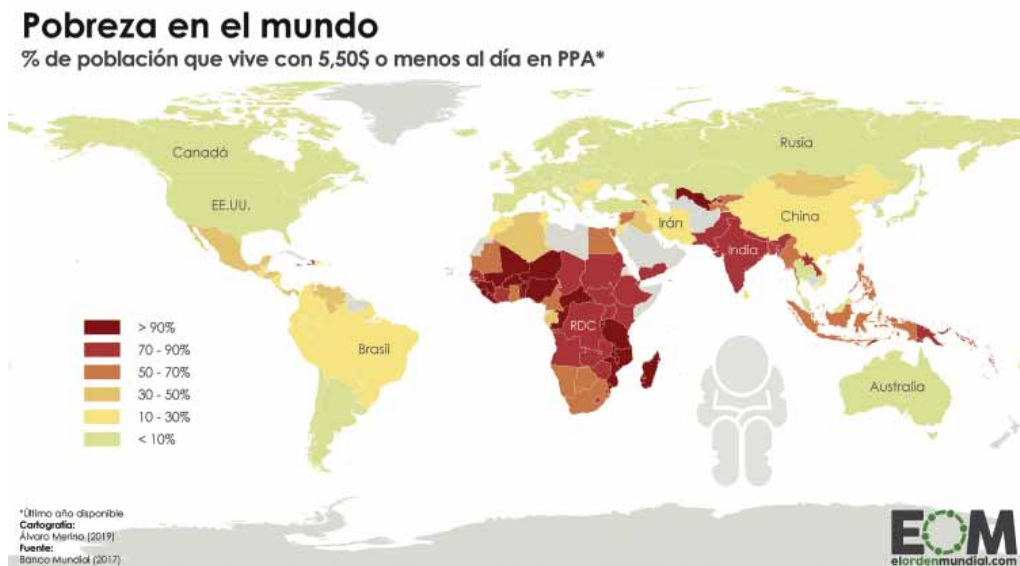 Pobreza en el mundo
% de población que vive con 5,50$ o menos al día en PPA*
Canadá
Rusia
EE.UU.
Irán
China
India
RDC
Brasil
Australia
> 90%
70 - 90%
50 - 70%
30 - 50%
10 - 30%
< 10%
*Último año disponible
Cartografía:
Álvaro Merino (2019)
Fuente:
Banco Mundial (2017)
EOM
elordenmundial.com